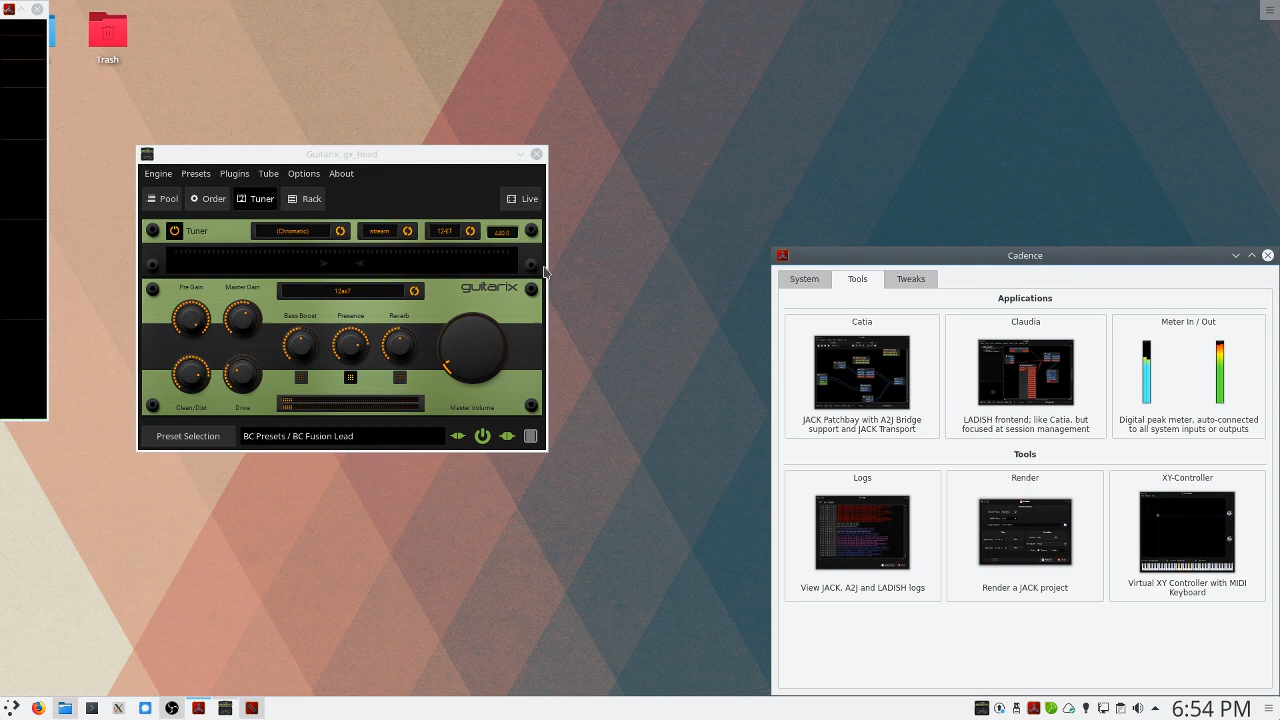 Trash
Guitarix: gx_head
Engine Presets Plugins Tube Options About
Pool Order Tuner Rack Live
Tuner (Chromatic) stream 12-ET 440.0
Pre Gain Master Gain 12ax7 guitarix
Bass Boost Presence Reverb
Clean/Dist Drive Master Volume
Preset Selection BC Presets / BC Fusion Lead
Cadence
System Tools Tweaks
Applications
Catia Claudia Meter In / Out
JACK Patchbay with A2J Bridge
support and JACK Transport
LADISH frontend; like Catia, but
focused at session management
Digital peak meter, auto-connected
to all system inputs or outputs
Tools
Logs Render XY-Controller
View JACK, A2J and LADISH logs
Render a JACK project
Virtual XY Controller with MIDI
Keyboard
6:54 PM